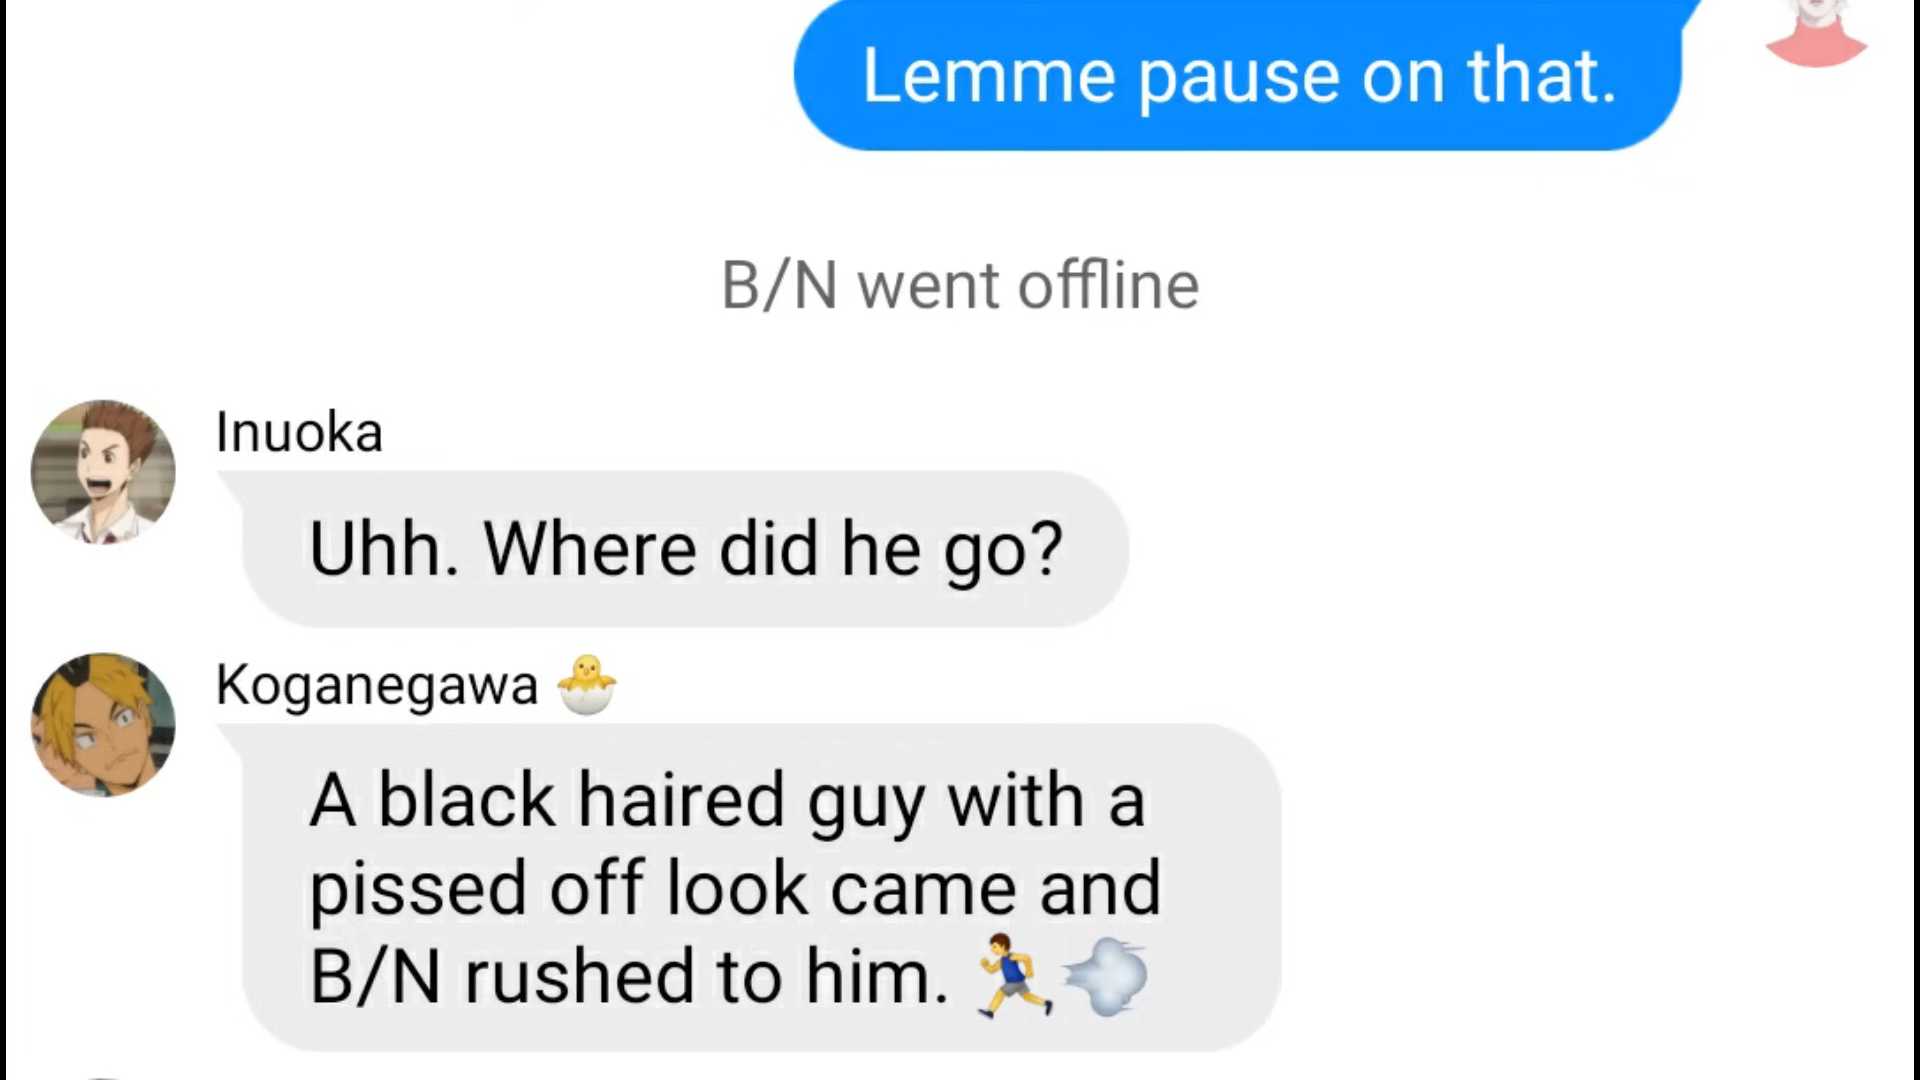 Lemme pause on that.
B/N went offline
Inuoka
Uhh. Where did he go?
Koganegawa 🐣
A black haired guy with a
pissed off look came and
B/N rushed to him. 🏃💨